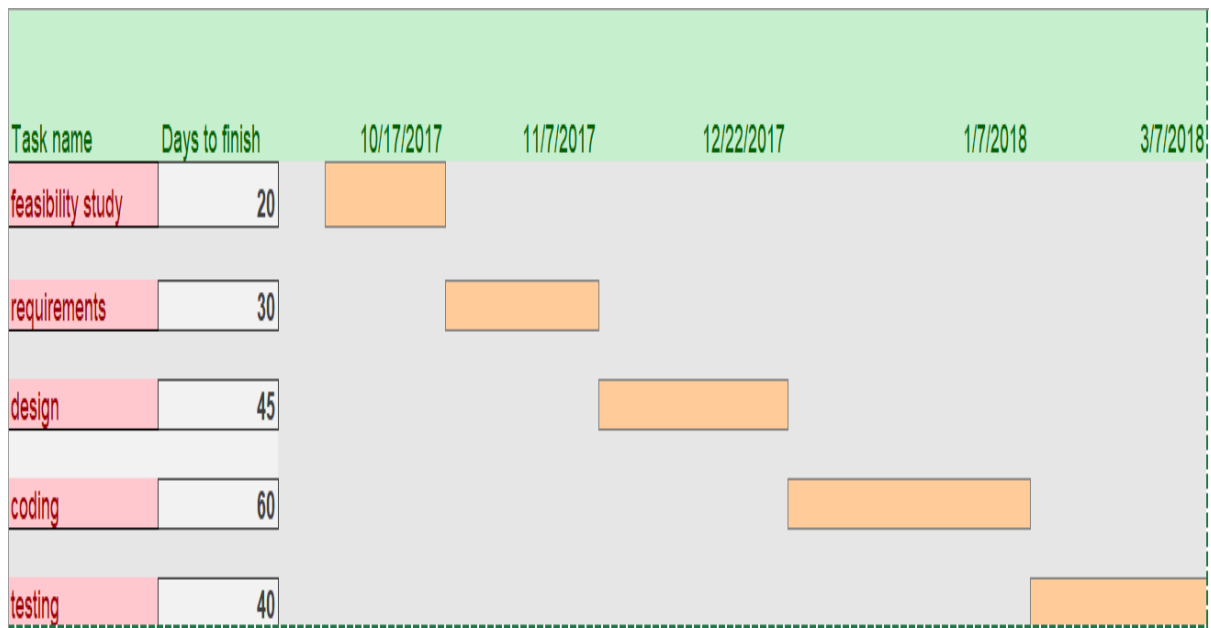 Task name Days to finish 10/17/2017 11/7/2017 12/22/2017 1/7/2018 3/7/2018
feasibility study 20
requirements 30
design 45
coding 60
testing 40